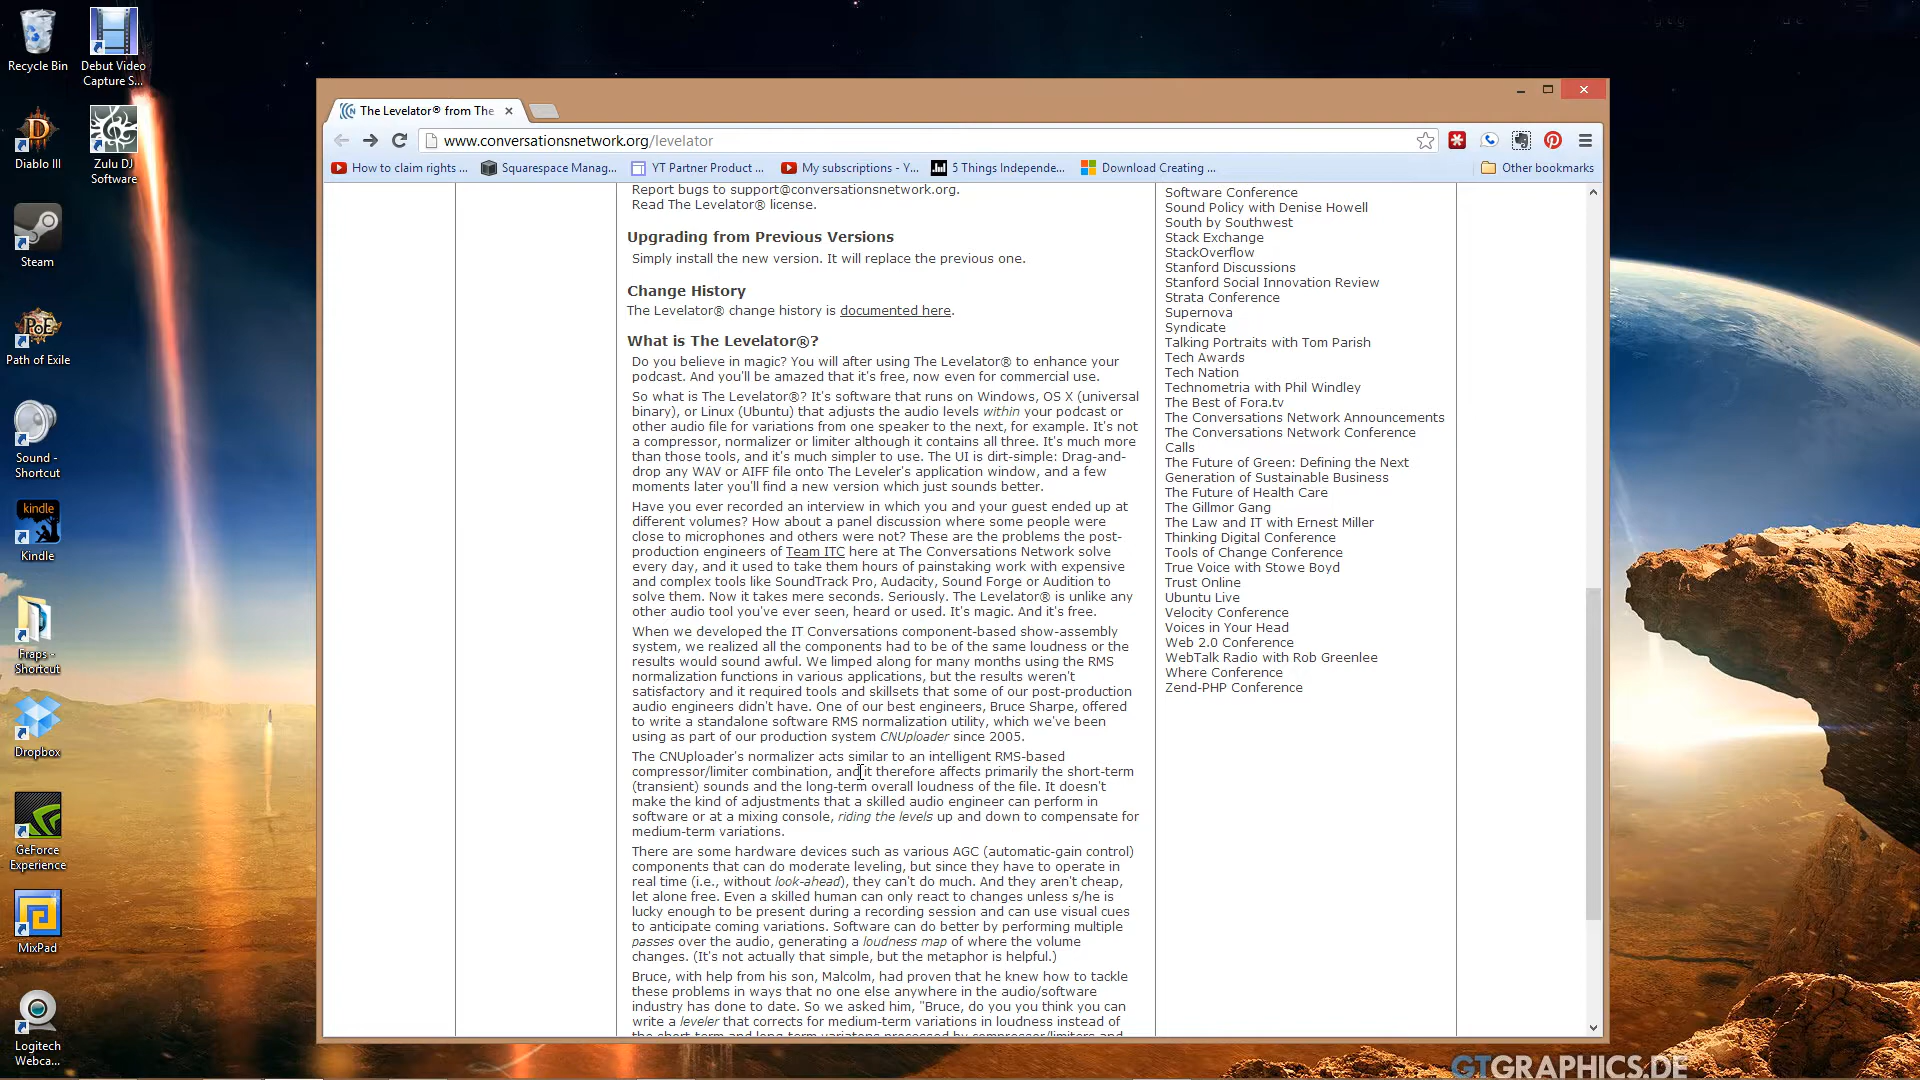 Recycle Bin
Debut Video
Capture S...
Diablo III
Zulu DJ
Software
Steam
Path of Exile
Sound -
Shortcut
kindle
Kindle
Fraps -
Shortcut
Dropbox
GeForce
Experience
MixPad
Logitech
Webca...
The Levelator® from The
www.conversationsnetwork.org/levelator
How to claim rights ...
Squarespace Manag...
YT Partner Product ...
My subscriptions - Y...
5 Things Independe...
Download Creating ...
Other bookmarks
Report bugs to support@conversationsnetwork.org.
Read The Levelator® license.
Upgrading from Previous Versions
Simply install the new version. It will replace the previous one.
Change History
The Levelator® change history is documented here.
What is The Levelator®?
Do you believe in magic? You will after using The Levelator® to enhance your
podcast. And you'll be amazed that it's free, now even for commercial use.
So what is The Levelator®? It's software that runs on Windows, OS X (universal
binary), or Linux (Ubuntu) that adjusts the audio levels within your podcast or
other audio file for variations from one speaker to the next, for example. It's not
a compressor, normalizer or limiter although it contains all three. It's much more
than those tools, and it's much simpler to use. The UI is dirt-simple: Drag-and-
drop any WAV or AIFF file onto The Leveler's application window, and a few
moments later you'll find a new version which just sounds better.
Have you ever recorded an interview in which you and your guest ended up at
different volumes? How about a panel discussion where some people were
close to microphones and others were not? These are the problems the post-
production engineers of Team ITC here at The Conversations Network solve
every day, and it used to take them hours of painstaking work with expensive
and complex tools like SoundTrack Pro, Audacity, Sound Forge or Audition to
solve them. Now it takes mere seconds. Seriously. The Levelator® is unlike any
other audio tool you've ever seen, heard or used. It's magic. And it's free.
When we developed the IT Conversations component-based show-assembly
system, we realized all the components had to be of the same loudness or the
results would sound awful. We limped along for many months using the RMS
normalization functions in various applications, but the results weren't
satisfactory and it required tools and skillsets that some of our post-production
audio engineers didn't have. One of our best engineers, Bruce Sharpe, offered
to write a standalone software RMS normalization utility, which we've been
using as part of our production system CNUploader since 2005.
The CNUploader's normalizer acts similar to an intelligent RMS-based
compressor/limiter combination, and it therefore affects primarily the short-term
(transient) sounds and the long-term overall loudness of the file. It doesn't
make the kind of adjustments that a skilled audio engineer can perform in
software or at a mixing console, riding the levels up and down to compensate for
medium-term variations.
There are some hardware devices such as various AGC (automatic-gain control)
components that can do moderate leveling, but since they have to operate in
real time (i.e., without look-ahead), they can't do much. And they aren't cheap,
let alone free. Even a skilled human can only react to changes unless s/he is
lucky enough to be present during a recording session and can use visual cues
to anticipate coming variations. Software can do better by performing multiple
passes over the audio, generating a loudness map of where the volume
changes. (It's not actually that simple, but the metaphor is helpful.)
Bruce, with help from his son, Malcolm, had proven that he knew how to tackle
these problems in ways that no one else anywhere in the audio/software
industry has done to date. So we asked him, "Bruce, do you you think you can
write a leveler that corrects for medium-term variations in loudness instead of
Software Conference
Sound Policy with Denise Howell
South by Southwest
Stack Exchange
StackOverflow
Stanford Discussions
Stanford Social Innovation Review
Strata Conference
Supernova
Syndicate
Talking Portraits with Tom Parish
Tech Awards
Tech Nation
Technometria with Phil Windley
The Best of Fora.tv
The Conversations Network Announcements
The Conversations Network Conference
Calls
The Future of Green: Defining the Next
Generation of Sustainable Business
The Future of Health Care
The Gillmor Gang
The Law and IT with Ernest Miller
Thinking Digital Conference
Tools of Change Conference
True Voice with Stowe Boyd
Trust Online
Ubuntu Live
Velocity Conference
Voices in Your Head
Web 2.0 Conference
WebTalk Radio with Rob Greenlee
Where Conference
Zend-PHP Conference
GTGRAPHICS.DE